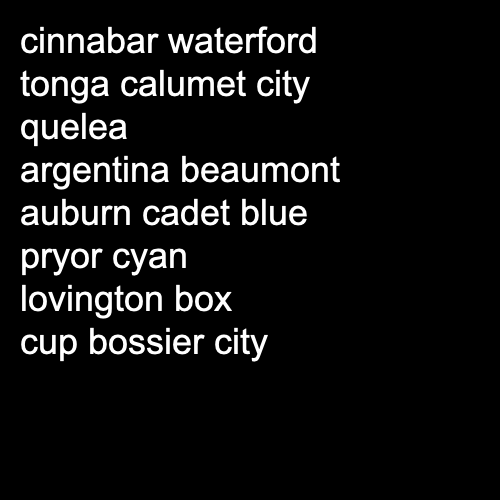 cinnabar waterford
tonga calumet city
quelea
argentina beaumont
auburn cadet blue
pryor cyan
lovington box
cup bossier city